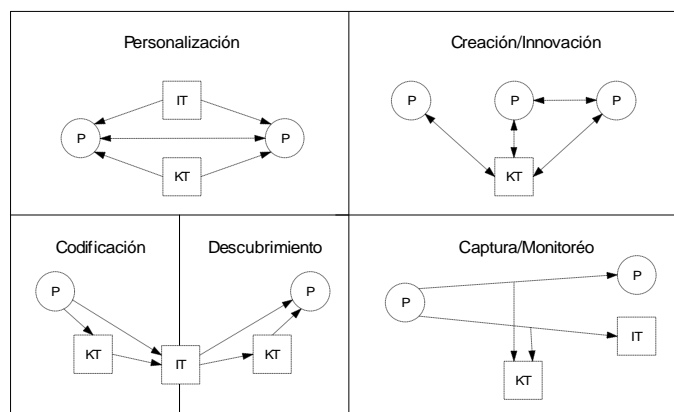 Personalización
IT
P
P
KT
Creación/Innovación
P
P
P
KT
Codificación
P
KT
IT
Descubrimiento
P
KT
Captura/Monitoréo
P
P
IT
KT